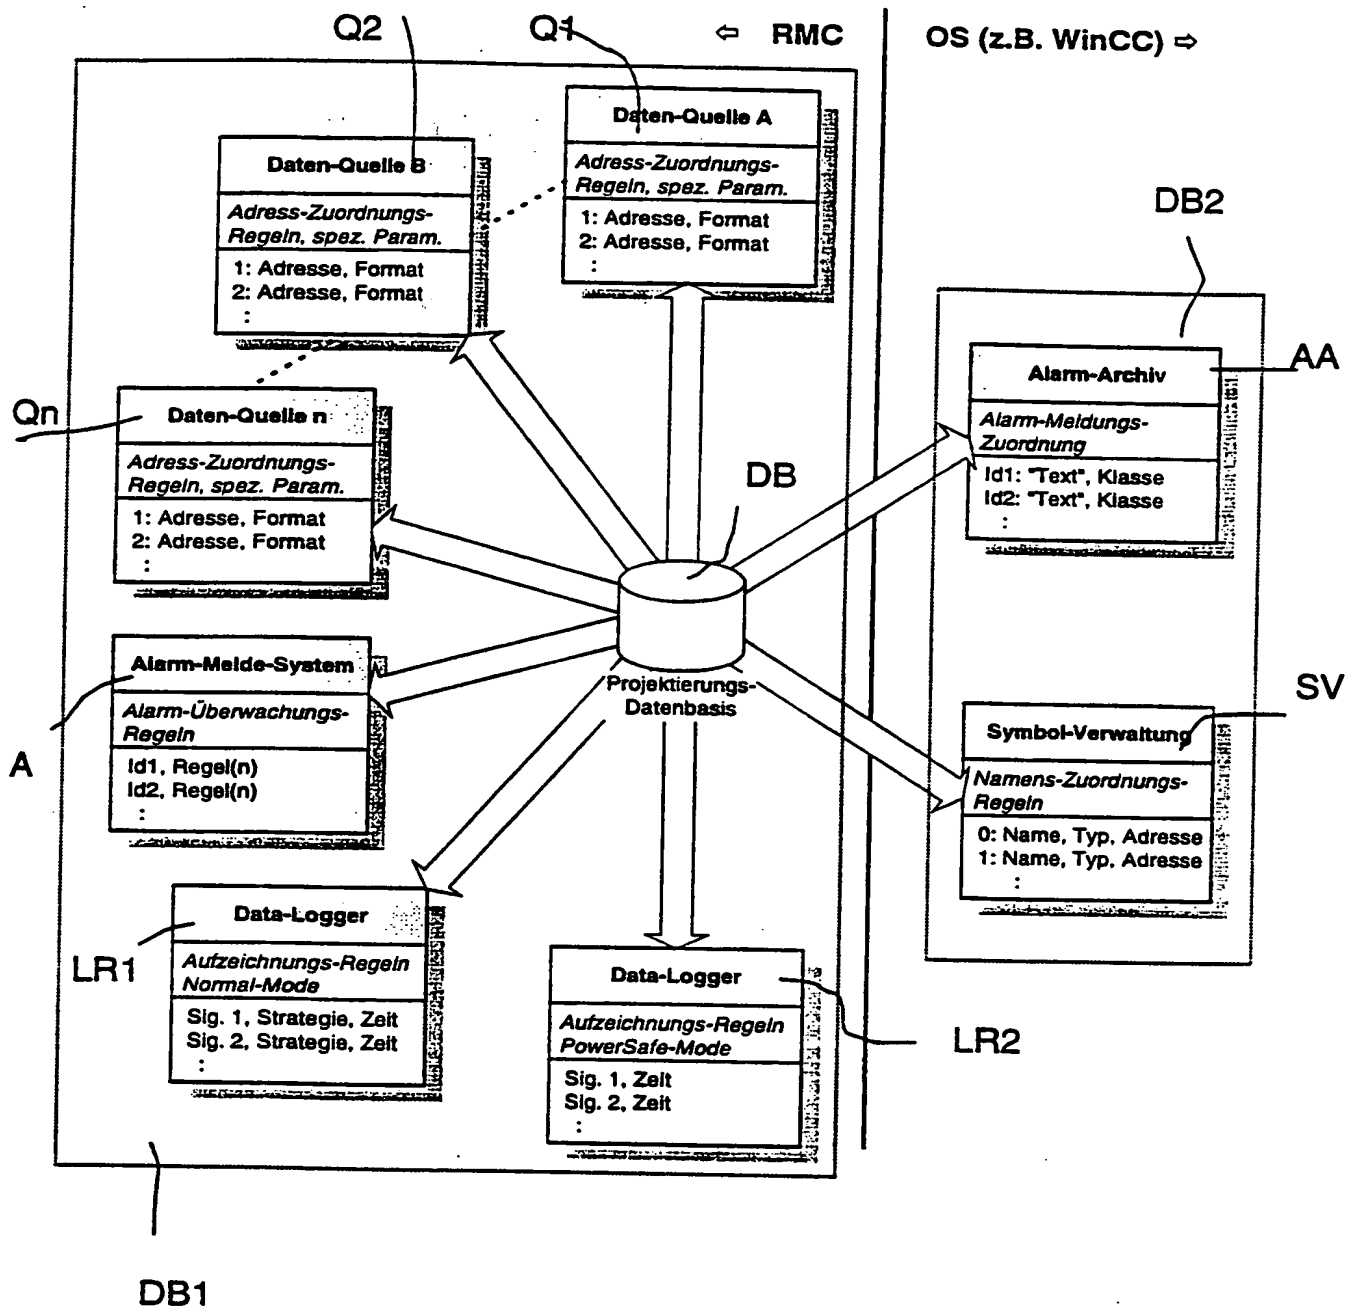 Q2
Q1
⇦ RMC
OS (z.B. WinCC) ⇨
Daten-Quelle A
Adress-Zuordnungs-
Regeln, spez. Param.
1: Adresse, Format
2: Adresse, Format
:
Daten-Quelle B
Adress-Zuordnungs-
Regeln, spez. Param.
1: Adresse, Format
2: Adresse, Format
:
DB2
Qn
Daten-Quelle n
Adress-Zuordnungs-
Regeln, spez. Param.
1: Adresse, Format
2: Adresse, Format
:
AA
Alarm-Archiv
Alarm-Meldungs-
Zuordnung
Id1: "Text", Klasse
Id2: "Text", Klasse
:
DB
Projektierungs-
Datenbasis
A
Alarm-Melde-System
Alarm-Überwachungs-
Regeln
Id1, Regel(n)
Id2, Regel(n)
:
SV
Symbol-Verwaltung
Namens-Zuordnungs-
Regeln
0: Name, Typ, Adresse
1: Name, Typ, Adresse
:
LR1
Data-Logger
Aufzeichnungs-Regeln
Normal-Mode
Sig. 1, Strategie, Zeit
Sig. 2, Strategie, Zeit
:
Data-Logger
Aufzeichnungs-Regeln
PowerSafe-Mode
Sig. 1, Zeit
Sig. 2, Zeit
:
LR2
DB1